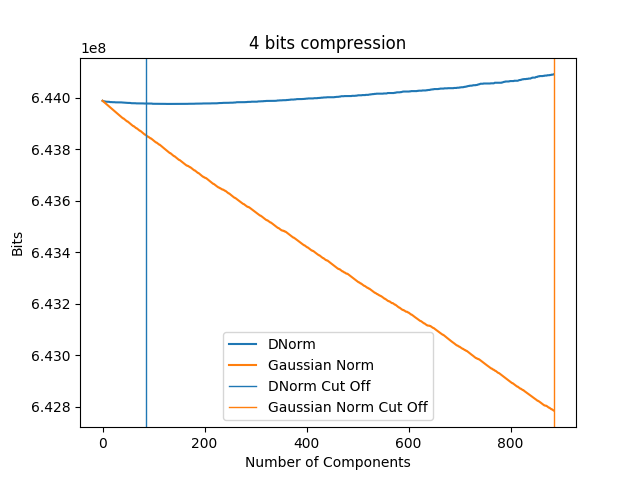 4 bits compression
1e8
6.440
6.438
6.436
6.434
6.432
6.430
6.428
Bits
DNorm
Gaussian Norm
DNorm Cut Off
Gaussian Norm Cut Off
0 200 400 600 800
Number of Components